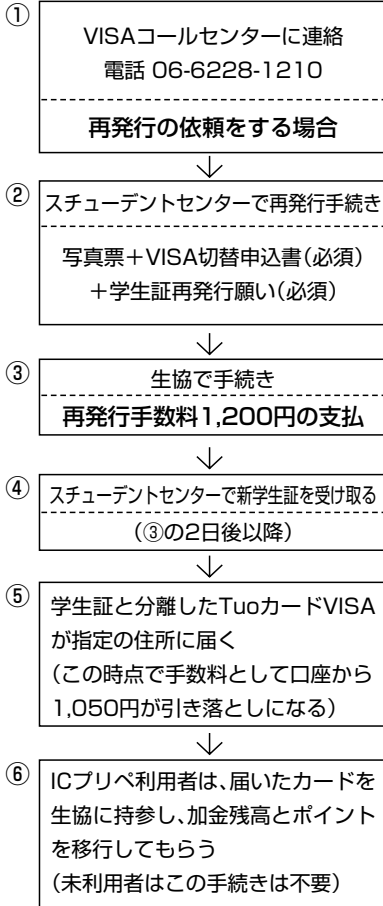 ①
VISAコールセンターに連絡
電話 06-6228-1210
再発行の依頼をする場合
②
スチューデントセンターで再発行手続き
写真票＋VISA切替申込書(必須)
＋学生証再発行願い(必須)
③
生協で手続き
再発行手数料1,200円の支払
④
スチューデントセンターで新学生証を受け取る
(③の2日後以降)
⑤
学生証と分離したTuoカードVISA
が指定の住所に届く
(この時点で手数料として口座から
1,050円が引き落としになる)
⑥
ICプリペ利用者は、届いたカードを
生協に持参し、加金残高とポイント
を移行してもらう
(未利用者はこの手続きは不要)